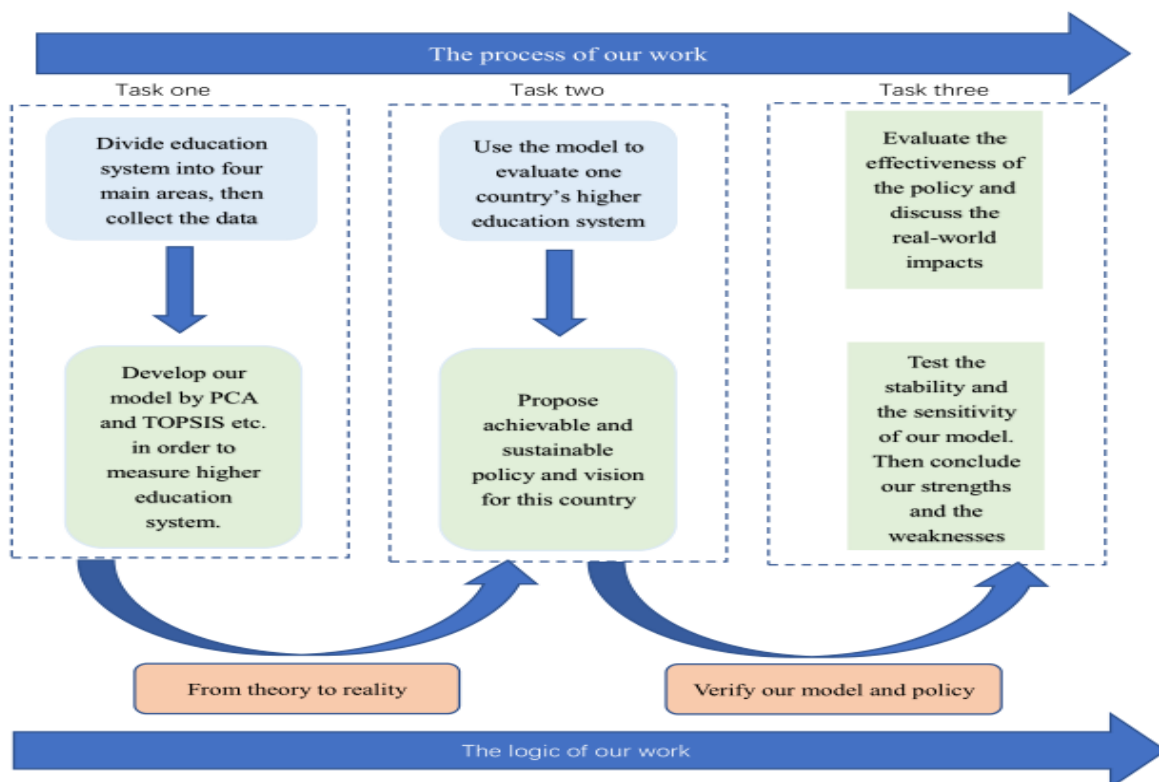 The process of our work
Task one
Task two
Task three
Divide education
system into four
main areas, then
collect the data
Develop our
model by PCA
and TOPSIS etc.
in order to
measure higher
education
system.
Use the model to
evaluate one
country's higher
education system
Propose
achievable and
sustainable
policy and vision
for this country
Evaluate the
effectiveness of
the policy and
discuss the
real-world
impacts
Test the
stability and
the sensitivity
of our model.
Then conclude
our strengths
and the
weaknesses
From theory to reality
Verify our model and policy
The logic of our work